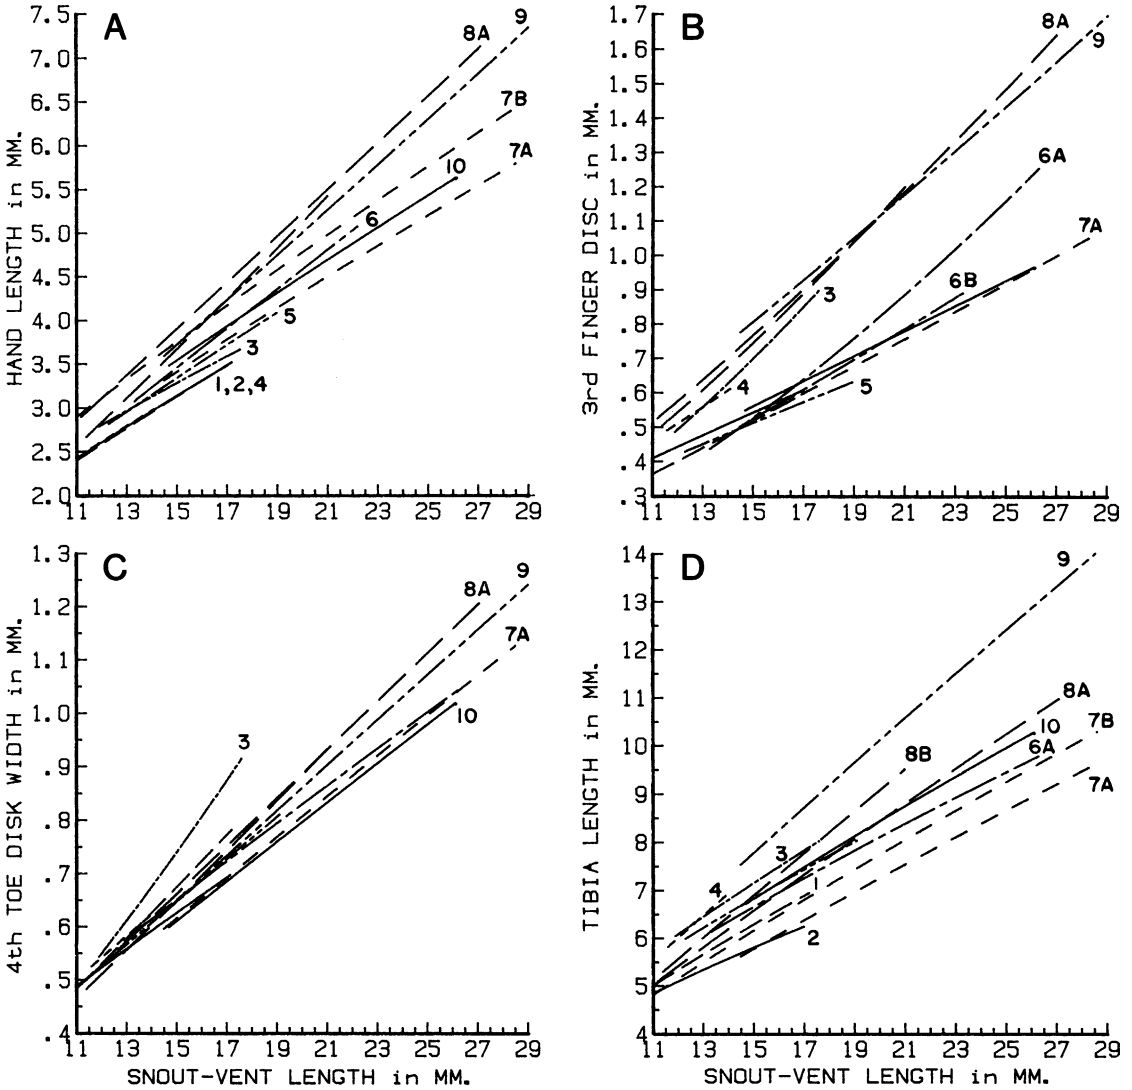 A
HAND LENGTH in MM.
7.5
7.0
6.5
6.0
5.5
5.0
4.5
4.0
3.5
3.0
2.5
2.0
11 13 15 17 19 21 23 25 27 29
8A
9
7B
7A
10
6
5
3
1,2,4
B
3rd FINGER DISC in MM.
1.7
1.6
1.5
1.4
1.3
1.2
1.1
1.0
.9
.8
.7
.6
.5
.4
.3
11 13 15 17 19 21 23 25 27 29
8A
9
6A
7A
6B
3
4
5
C
4th TOE DISK WIDTH in MM.
1.3
1.2
1.1
1.0
.9
.8
.7
.6
.5
.4
11 13 15 17 19 21 23 25 27 29
SNOUT-VENT LENGTH in MM.
9
8A
7A
10
3
D
TIBIA LENGTH in MM.
14
13
12
11
10
9
8
7
6
5
4
11 13 15 17 19 21 23 25 27 29
SNOUT-VENT LENGTH in MM.
9
8A
7B
10
6A
8B
7A
3
4
1
2